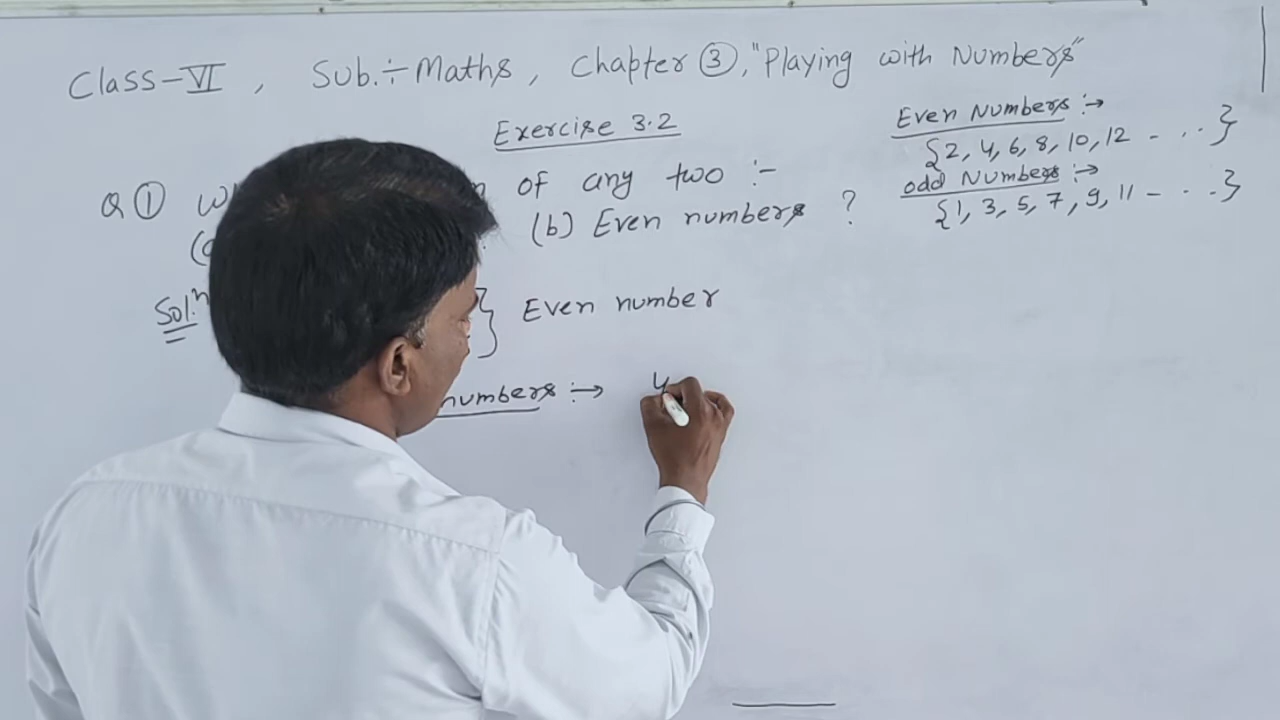 Class-VI, Sub.÷Maths, Chapter ③, "Playing with Numbers"
Exercise 3.2
Even Numbers :→
{2, 4, 6, 8, 10, 12 - . . }
odd Numbers :→
{1, 3, 5, 7, 9, 11 - . . . }
Q ① of any two :-
(b) Even numbers ?
Sol.ⁿ } Even number
numbers :→ 4